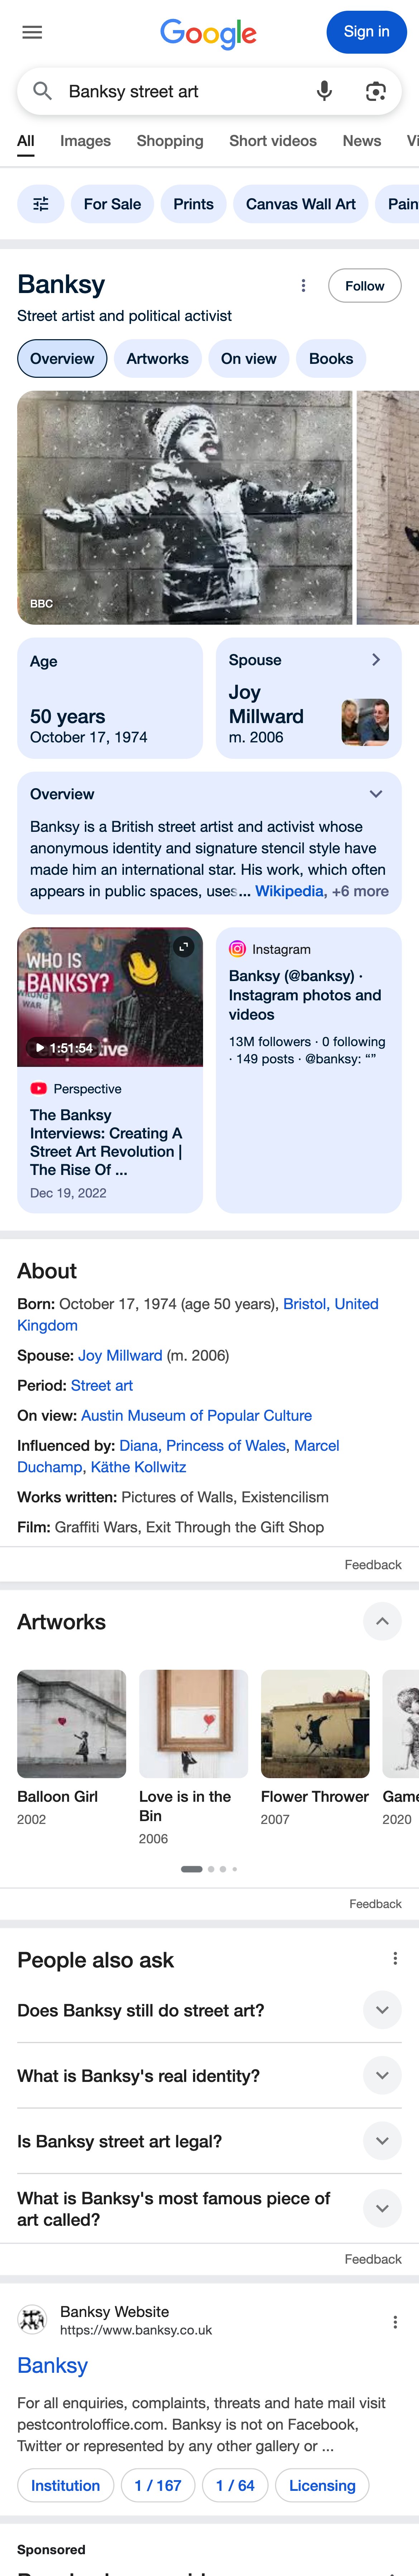 Google
Sign in
Banksy street art
All Images Shopping Short videos News Vi
For Sale Prints Canvas Wall Art Pain
Banksy
Follow
Street artist and political activist
Overview Artworks On view Books
BBC
Age
50 years
October 17, 1974
Spouse
Joy
Millward
m. 2006
Overview
Banksy is a British street artist and activist whose
anonymous identity and signature stencil style have
made him an international star. His work, which often
appears in public spaces, uses... Wikipedia, +6 more
WHO IS
BANKSY?
1:51:54
Perspective
The Banksy
Interviews: Creating A
Street Art Revolution |
The Rise Of ...
Dec 19, 2022
Instagram
Banksy (@banksy) ·
Instagram photos and
videos
13M followers · 0 following
· 149 posts · @banksy: “”
About
Born: October 17, 1974 (age 50 years), Bristol, United
Kingdom
Spouse: Joy Millward (m. 2006)
Period: Street art
On view: Austin Museum of Popular Culture
Influenced by: Diana, Princess of Wales, Marcel
Duchamp, Käthe Kollwitz
Works written: Pictures of Walls, Existencilism
Film: Graffiti Wars, Exit Through the Gift Shop
Feedback
Artworks
Balloon Girl
2002
Love is in the
Bin
2006
Flower Thrower
2007
Game
2020
Feedback
People also ask
Does Banksy still do street art?
What is Banksy's real identity?
Is Banksy street art legal?
What is Banksy's most famous piece of
art called?
Feedback
Banksy Website
https://www.banksy.co.uk
Banksy
For all enquiries, complaints, threats and hate mail visit
pestcontroloffice.com. Banksy is not on Facebook,
Twitter or represented by any other gallery or ...
Institution 1 / 167 1 / 64 Licensing
Sponsored